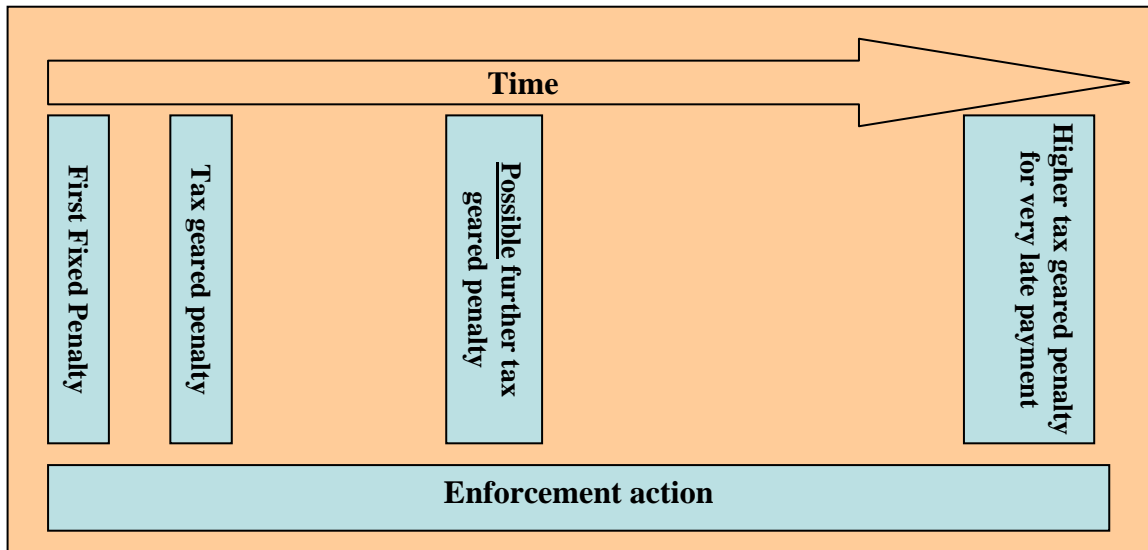 Time
First Fixed Penalty
Tax geared penalty
Possible further tax
geared penalty
Higher tax geared penalty
for very late payment
Enforcement action